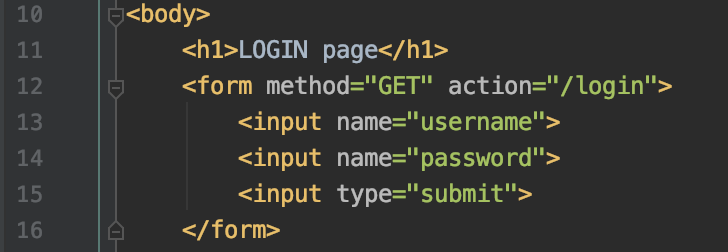 10 <body>
11 <h1>LOGIN page</h1>
12 <form method="GET" action="/login">
13 <input name="username">
14 <input name="password">
15 <input type="submit">
16 </form>